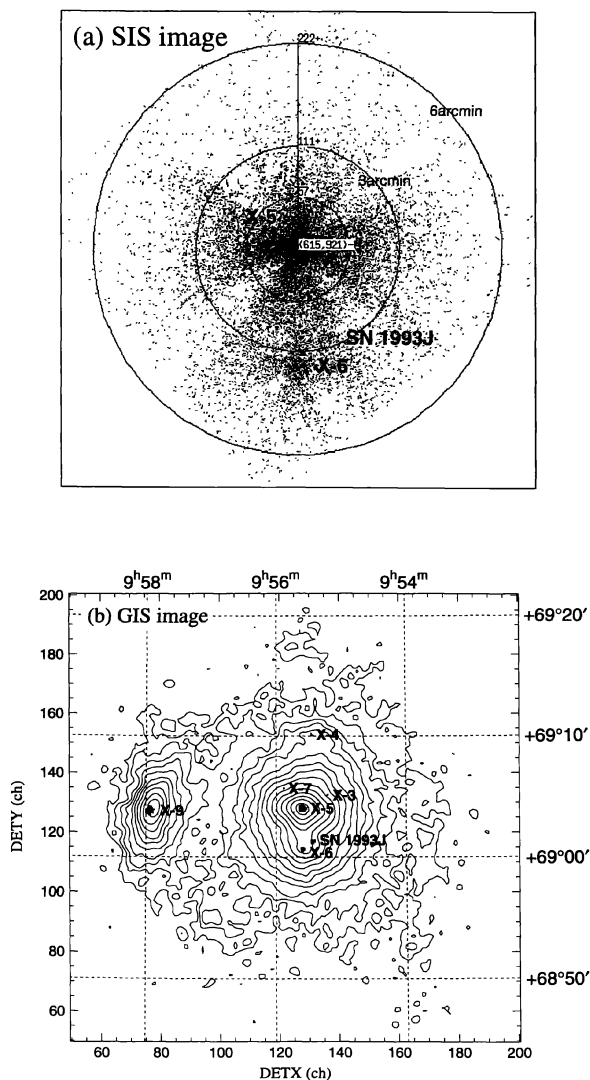 (a) SIS image
222+
6arcmin
111+
3arcmin
X-5
(615,921)
SN 1993J
X-6
9h58m 9h56m 9h54m
200
(b) GIS image
+69°20′
180
160
X-4
+69°10′
140
X-7
X-3
X-9
X-5
120
SN 1993J
X-6
+69°00′
100
80
+68°50′
60
60 80 100 120 140 160 180 200
DETY (ch)
DETX (ch)